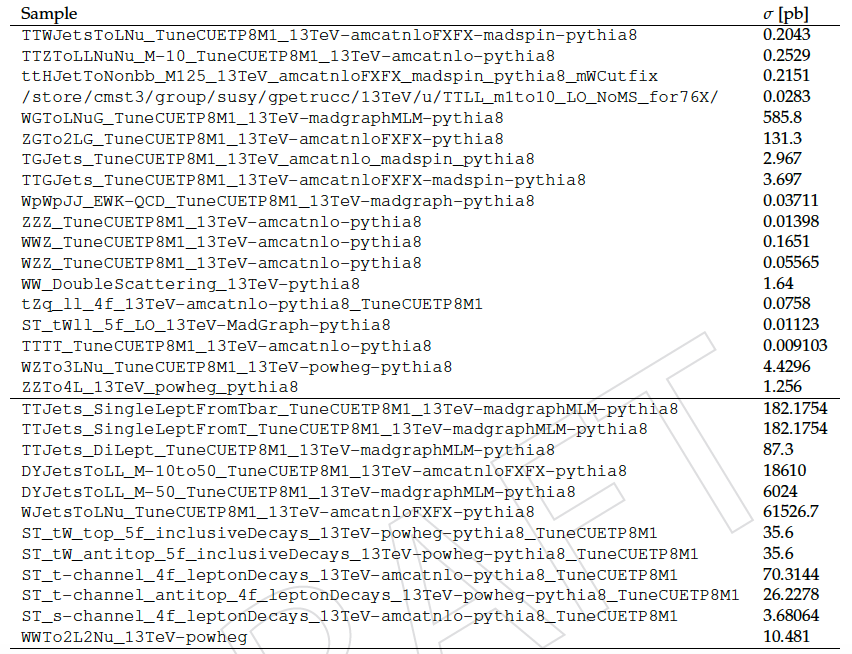 Sample σ [pb]
TTWJetsToLNu_TuneCUETP8M1_13TeV-amcatnloFXFX-madspin-pythia8 0.2043
TTZToLLNuNu_M-10_TuneCUETP8M1_13TeV-amcatnlo-pythia8 0.2529
ttHJetToNonbb_M125_13TeV_amcatnloFXFX_madspin_pythia8_mWCutfix 0.2151
/store/cmst3/group/susy/gpetrucc/13TeV/u/TTLL_m1to10_LO_NoMS_for76X/ 0.0283
WGToLNuG_TuneCUETP8M1_13TeV-madgraphMLM-pythia8 585.8
ZGTo2LG_TuneCUETP8M1_13TeV-amcatnloFXFX-pythia8 131.3
TGJets_TuneCUETP8M1_13TeV_amcatnlo_madspin_pythia8 2.967
TTGJets_TuneCUETP8M1_13TeV-amcatnloFXFX-madspin-pythia8 3.697
WpWpJJ_EWK-QCD_TuneCUETP8M1_13TeV-madgraph-pythia8 0.03711
ZZZ_TuneCUETP8M1_13TeV-amcatnlo-pythia8 0.01398
WWZ_TuneCUETP8M1_13TeV-amcatnlo-pythia8 0.1651
WZZ_TuneCUETP8M1_13TeV-amcatnlo-pythia8 0.05565
WW_DoubleScattering_13TeV-pythia8 1.64
tZq_ll_4f_13TeV-amcatnlo-pythia8_TuneCUETP8M1 0.0758
ST_tWll_5f_LO_13TeV-MadGraph-pythia8 0.01123
TTTT_TuneCUETP8M1_13TeV-amcatnlo-pythia8 0.009103
WZTo3LNu_TuneCUETP8M1_13TeV-powheg-pythia8 4.4296
ZZTo4L_13TeV_powheg_pythia8 1.256
TTJets_SingleLeptFromTbar_TuneCUETP8M1_13TeV-madgraphMLM-pythia8 182.1754
TTJets_SingleLeptFromT_TuneCUETP8M1_13TeV-madgraphMLM-pythia8 182.1754
TTJets_DiLept_TuneCUETP8M1_13TeV-madgraphMLM-pythia8 87.3
DYJetsToLL_M-10to50_TuneCUETP8M1_13TeV-amcatnloFXFX-pythia8 18610
DYJetsToLL_M-50_TuneCUETP8M1_13TeV-madgraphMLM-pythia8 6024
WJetsToLNu_TuneCUETP8M1_13TeV-amcatnloFXFX-pythia8 61526.7
ST_tW_top_5f_inclusiveDecays_13TeV-powheg-pythia8_TuneCUETP8M1 35.6
ST_tW_antitop_5f_inclusiveDecays_13TeV-powheg-pythia8_TuneCUETP8M1 35.6
ST_t-channel_4f_leptonDecays_13TeV-amcatnlo-pythia8_TuneCUETP8M1 70.3144
ST_t-channel_antitop_4f_leptonDecays_13TeV-powheg-pythia8_TuneCUETP8M1 26.2278
ST_s-channel_4f_leptonDecays_13TeV-amcatnlo-pythia8_TuneCUETP8M1 3.68064
WWTo2L2Nu_13TeV-powheg 10.481
DRAFT